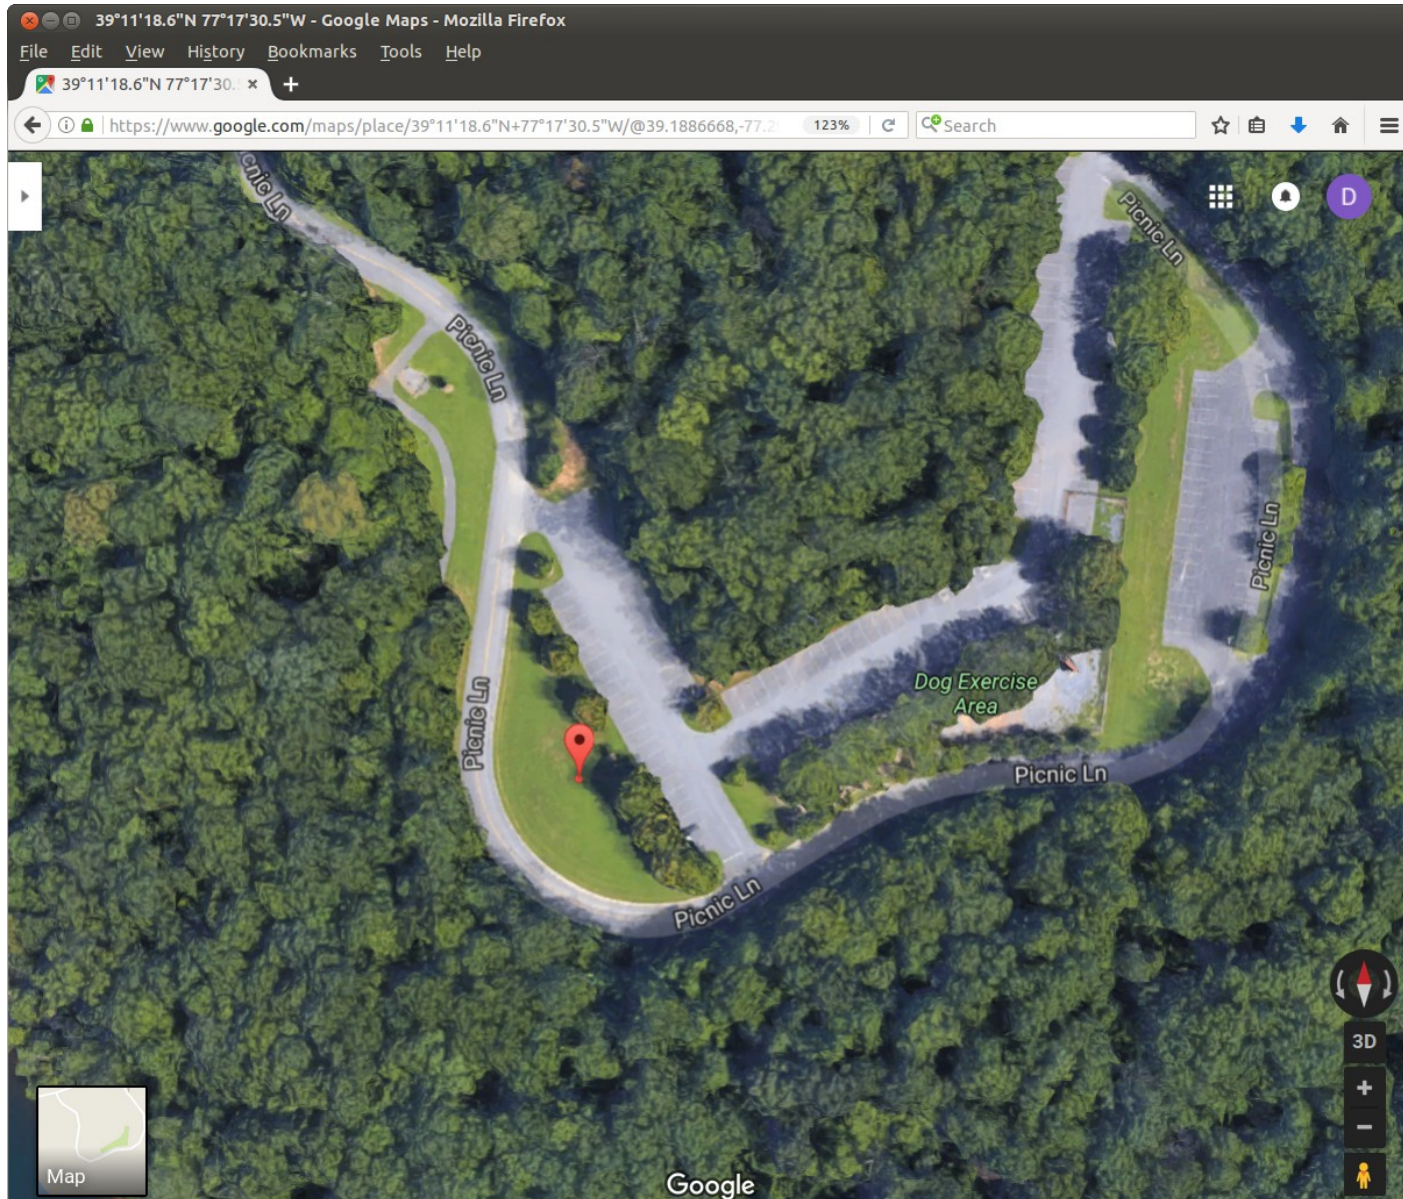 39°11'18.6"N 77°17'30.5"W - Google Maps - Mozilla Firefox
File Edit View History Bookmarks Tools Help
39°11'18.6"N 77°17'30.
https://www.google.com/maps/place/39°11'18.6"N+77°17'30.5"W/@39.1886668,-77.2 123% Search
D
cnic Ln
Picnic Ln
Picnic Ln
Picnic Ln
Dog Exercise
Area
Picnic Ln
Picnic Ln
Picnic Ln
3D
Map
Google